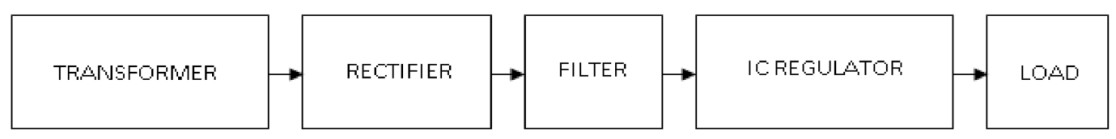 TRANSFORMER
RECTIFIER
FILTER
IC REGULATOR
LOAD